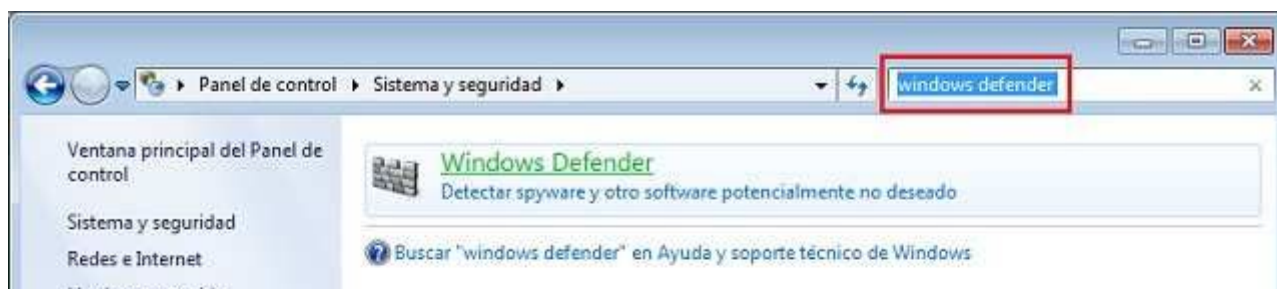 Panel de control
Sistema y seguridad
windows defender
Ventana principal del Panel de
control
Sistema y seguridad
Redes e Internet
Windows Defender
Detectar spyware y otro software potencialmente no deseado
Buscar "windows defender" en Ayuda y soporte técnico de Windows